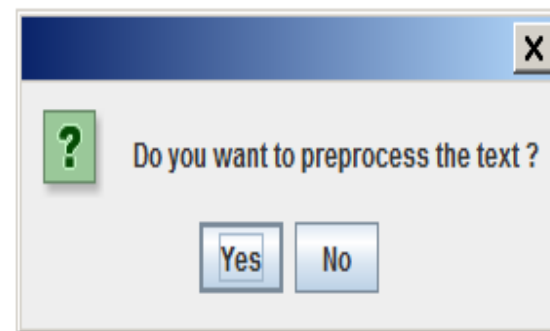 Do you want to preprocess the text ?
Yes No